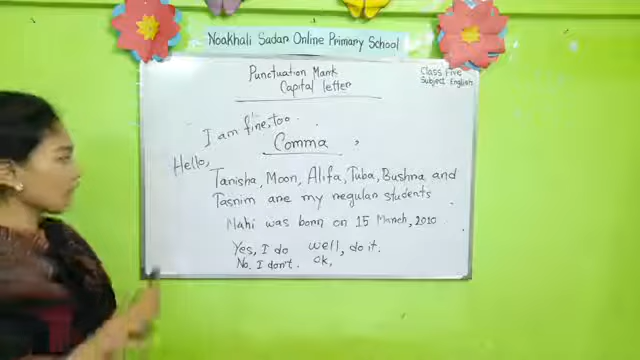 Noakhali Sadar Online Primary School
Punctuation Mark
Capital letter
Class Five
Subject: English
I am fine, too.
Comma ,
Hello,
Tanisha, Moon, Alifa, Tuba, Bushra and
Tasnim are my regular students.
Mahi was born on 15 March, 2010.
Yes, I do well, do it.
No, I don't. Ok,